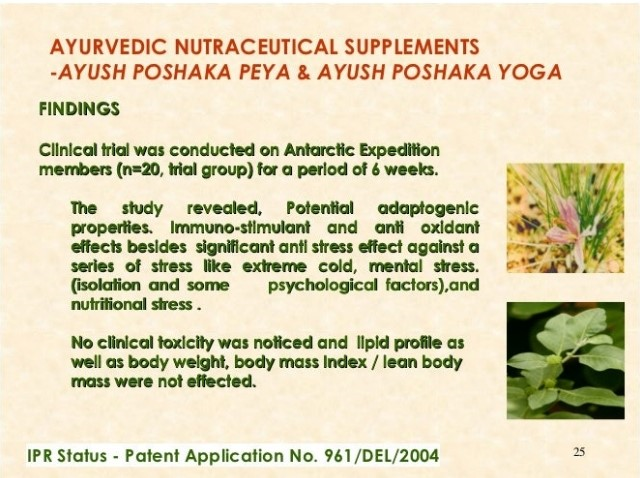 AYURVEDIC NUTRACEUTICAL SUPPLEMENTS
-AYUSH POSHAKA PEYA & AYUSH POSHAKA YOGA
FINDINGS
Clinical trial was conducted on Antarctic Expedition
members (n=20, trial group) for a period of 6 weeks.
The study revealed, Potential adaptogenic
properties. Immuno-stimulant and anti oxidant
effects besides significant anti stress effect against a
series of stress like extreme cold, mental stress.
(isolation and some psychological factors),and
nutritional stress .
No clinical toxicity was noticed and lipid profile as
well as body weight, body mass Index / lean body
mass were not effected.
IPR Status - Patent Application No. 961/DEL/2004
25